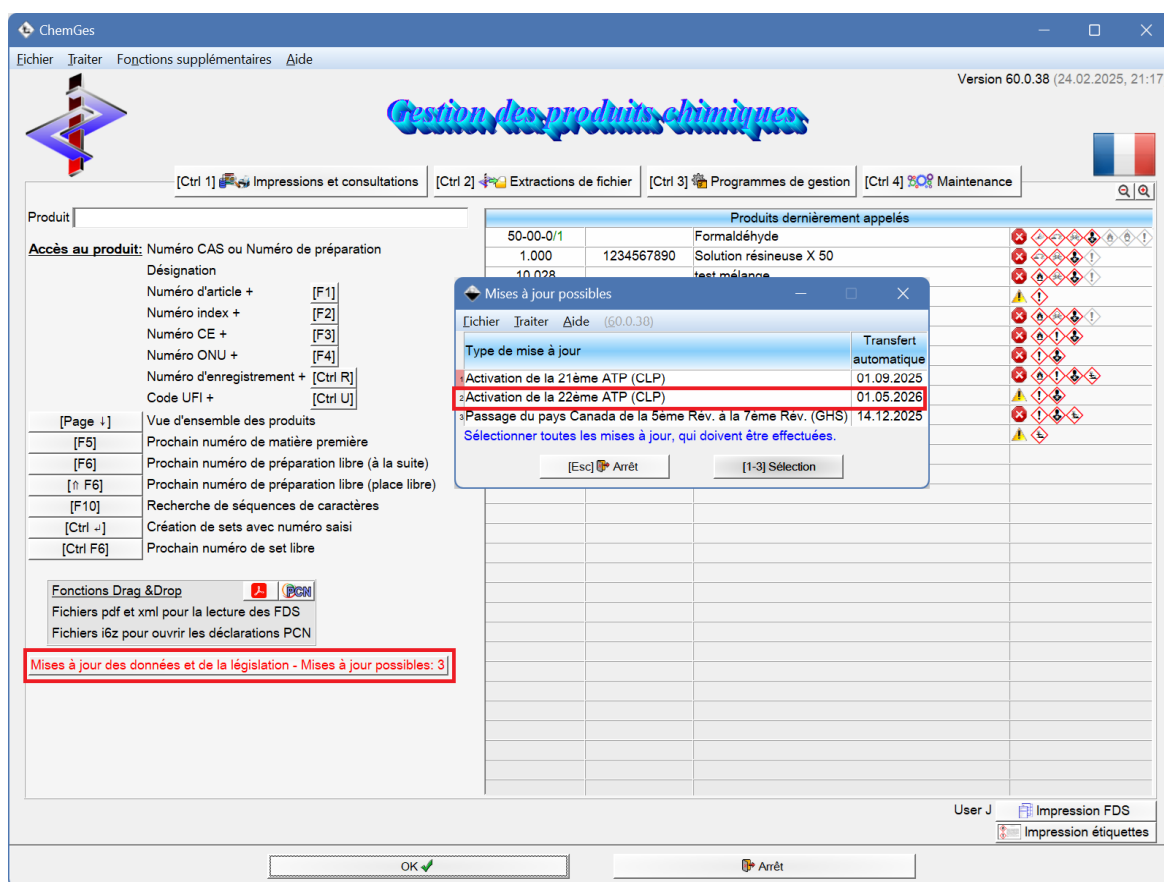 ChemGes
Fichier Traiter Fonctions supplémentaires Aide
Version 60.0.38 (24.02.2025, 21:17
Gestion des produits chimiques
[Ctrl 1] Impressions et consultations [Ctrl 2] Extractions de fichier [Ctrl 3] Programmes de gestion [Ctrl 4] Maintenance
Produit
Accès au produit: Numéro CAS ou Numéro de préparation
Désignation
Numéro d'article + [F1]
Numéro index + [F2]
Numéro CE + [F3]
Numéro ONU + [F4]
Numéro d'enregistrement + [Ctrl R]
Code UFI + [Ctrl U]
[Page ↓] Vue d'ensemble des produits
[F5] Prochain numéro de matière première
[F6] Prochain numéro de préparation libre (à la suite)
[⇑ F6] Prochain numéro de préparation libre (place libre)
[F10] Recherche de séquences de caractères
[Ctrl ↵] Création de sets avec numéro saisi
[Ctrl F6] Prochain numéro de set libre
Fonctions Drag &Drop PCN
Fichiers pdf et xml pour la lecture des FDS
Fichiers i6z pour ouvrir les déclarations PCN
Mises à jour des données et de la législation - Mises à jour possibles: 3
Produits dernièrement appelés
50-00-0/1 Formaldéhyde
1.000 1234567890 Solution résineuse X 50
10.028 test mélange
Mises à jour possibles
Fichier Traiter Aide (60.0.38)
Type de mise à jour Transfert automatique
1 Activation de la 21ème ATP (CLP) 01.09.2025
2 Activation de la 22ème ATP (CLP) 01.05.2026
3 Passage du pays Canada de la 5ème Rév. à la 7ème Rév. (GHS) 14.12.2025
Sélectionner toutes les mises à jour, qui doivent être effectuées.
[Esc] Arrêt [1-3] Sélection
User J Impression FDS
Impression étiquettes
OK Arrêt